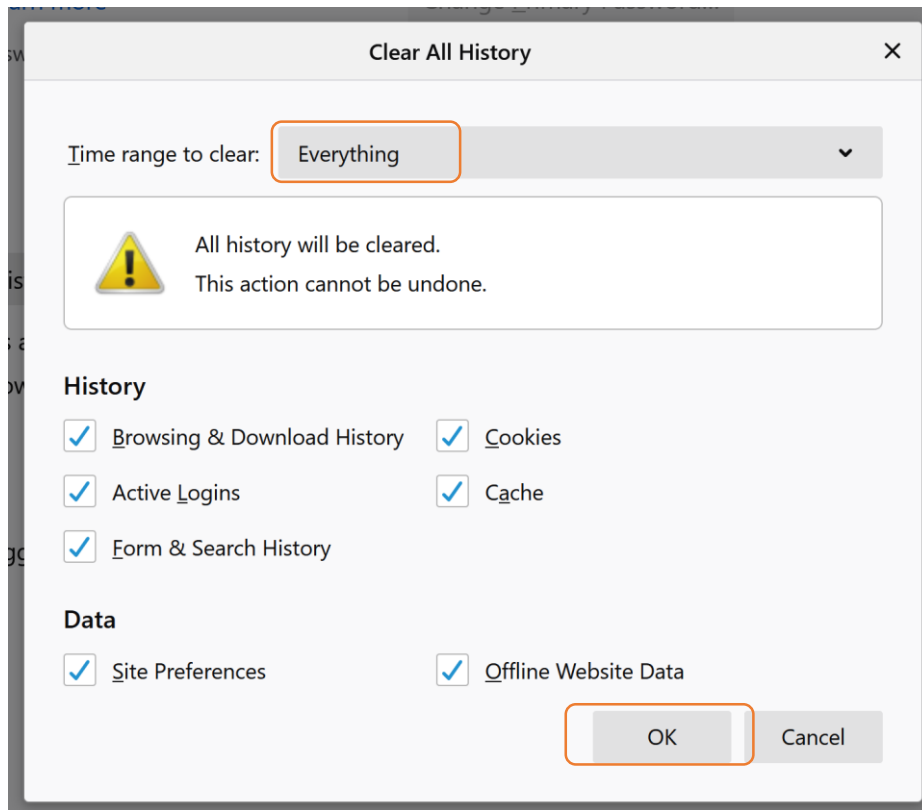 Clear All History
Time range to clear: Everything
All history will be cleared.
This action cannot be undone.
History
Browsing & Download History Cookies
Active Logins Cache
Form & Search History
Data
Site Preferences Offline Website Data
OK Cancel